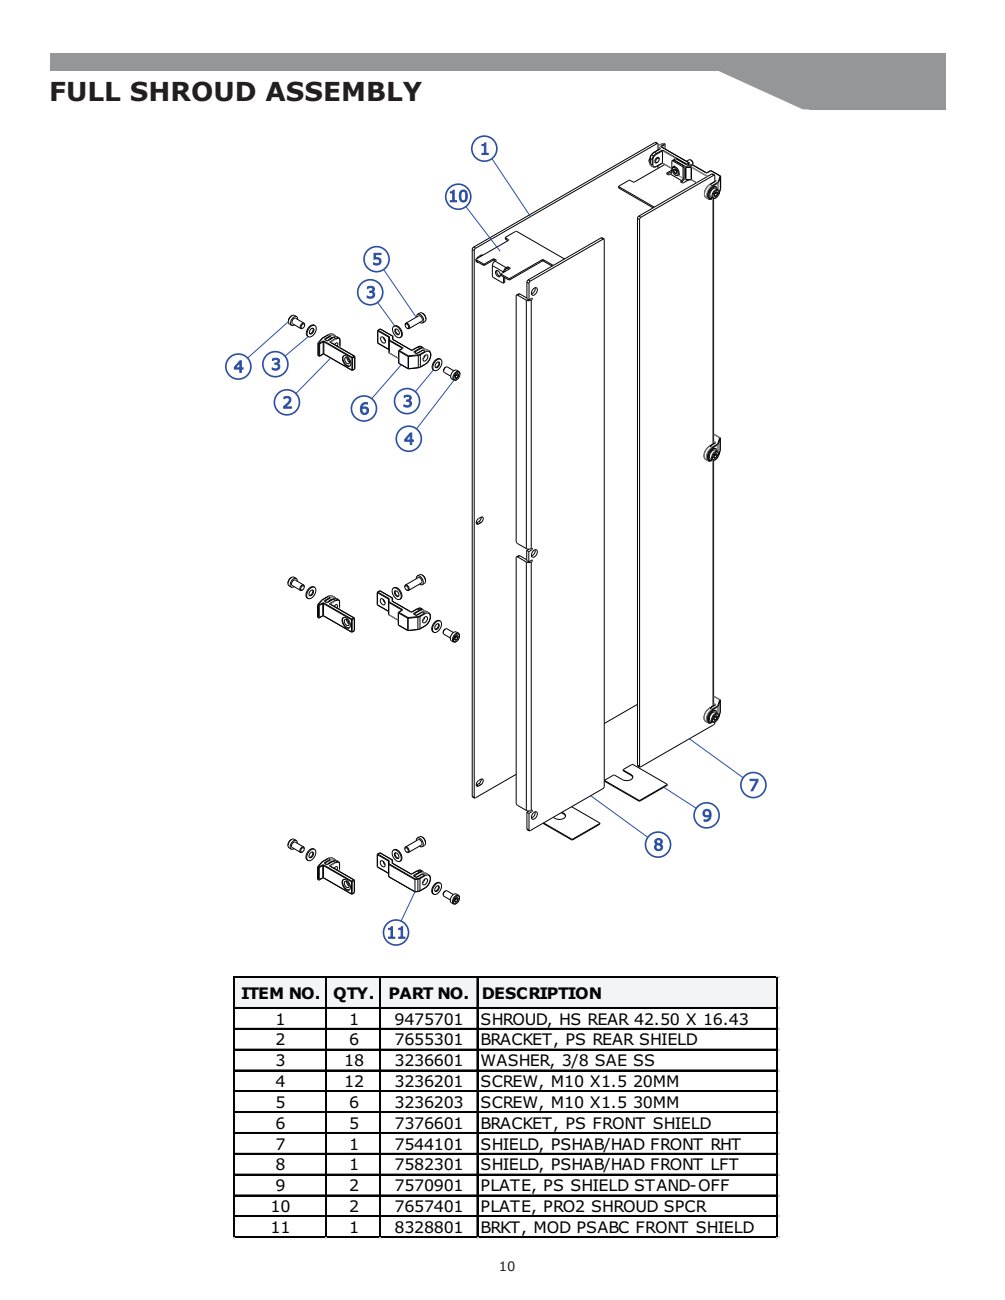 FULL SHROUD ASSEMBLY
1
10
5
3
4
3
2
6
3
4
7
9
8
11
ITEM NO. QTY. PART NO. DESCRIPTION
1 1 9475701 SHROUD, HS REAR 42.50 X 16.43
2 6 7655301 BRACKET, PS REAR SHIELD
3 18 3236601 WASHER, 3/8 SAE SS
4 12 3236201 SCREW, M10 X1.5 20MM
5 6 3236203 SCREW, M10 X1.5 30MM
6 5 7376601 BRACKET, PS FRONT SHIELD
7 1 7544101 SHIELD, PSHAB/HAD FRONT RHT
8 1 7582301 SHIELD, PSHAB/HAD FRONT LFT
9 2 7570901 PLATE, PS SHIELD STAND-OFF
10 2 7657401 PLATE, PRO2 SHROUD SPCR
11 1 8328801 BRKT, MOD PSABC FRONT SHIELD
10